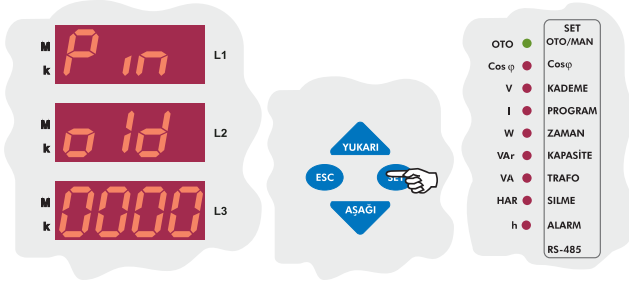 M
k
Pin
L1
M
k
old
L2
M
k
0000
L3
YUKARI
ESC
SET
AŞAĞI
SET
OTO OTO/MAN
Cos φ Cosφ
V KADEME
I PROGRAM
W ZAMAN
VAr KAPASİTE
VA TRAFO
HAR SILME
h ALARM
RS-485